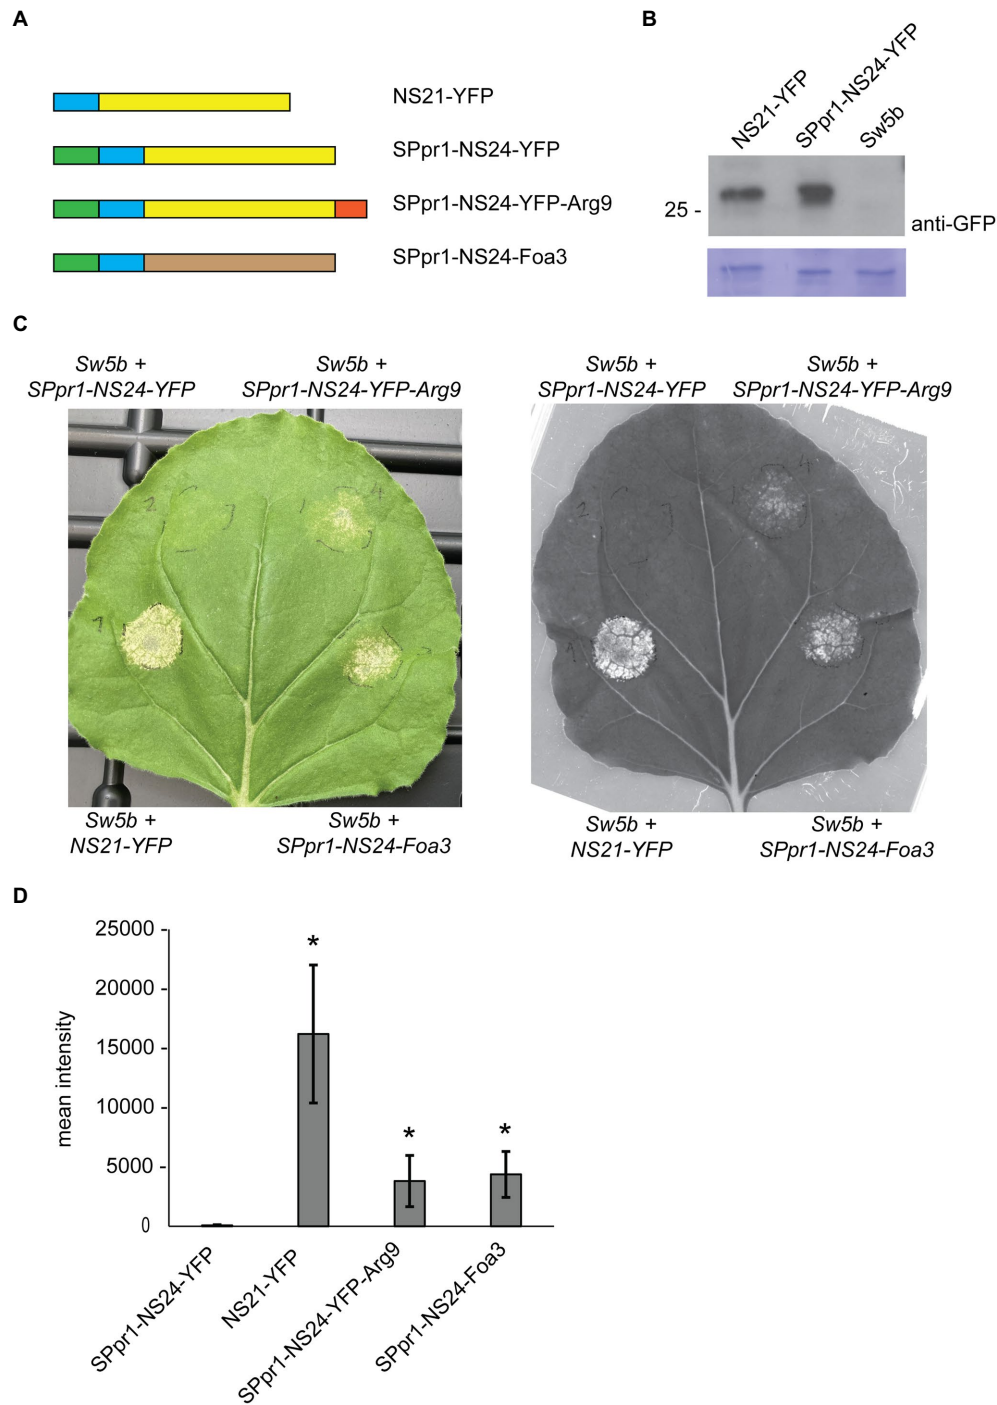 A
NS21-YFP
SPpr1-NS24-YFP
SPpr1-NS24-YFP-Arg9
SPpr1-NS24-Foa3
B
NS21-YFP
SPpr1-NS24-YFP
Sw5b
25 -
anti-GFP
C
Sw5b +
SPpr1-NS24-YFP
Sw5b +
SPpr1-NS24-YFP-Arg9
Sw5b +
NS21-YFP
Sw5b +
SPpr1-NS24-Foa3
Sw5b +
SPpr1-NS24-YFP
Sw5b +
SPpr1-NS24-YFP-Arg9
Sw5b +
NS21-YFP
Sw5b +
SPpr1-NS24-Foa3
D
mean intensity
25000
20000
15000
10000
5000
0
*
*
*
SPpr1-NS24-YFP
NS21-YFP
SPpr1-NS24-YFP-Arg9
SPpr1-NS24-Foa3